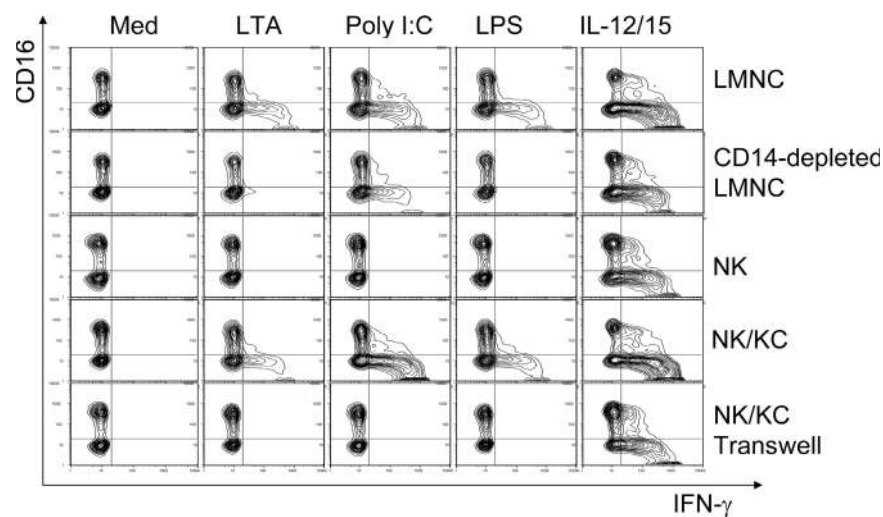 Med LTA Poly I:C LPS IL-12/15
CD16
LMNC
CD14-depleted
LMNC
NK
NK/KC
NK/KC
Transwell
IFN-γ